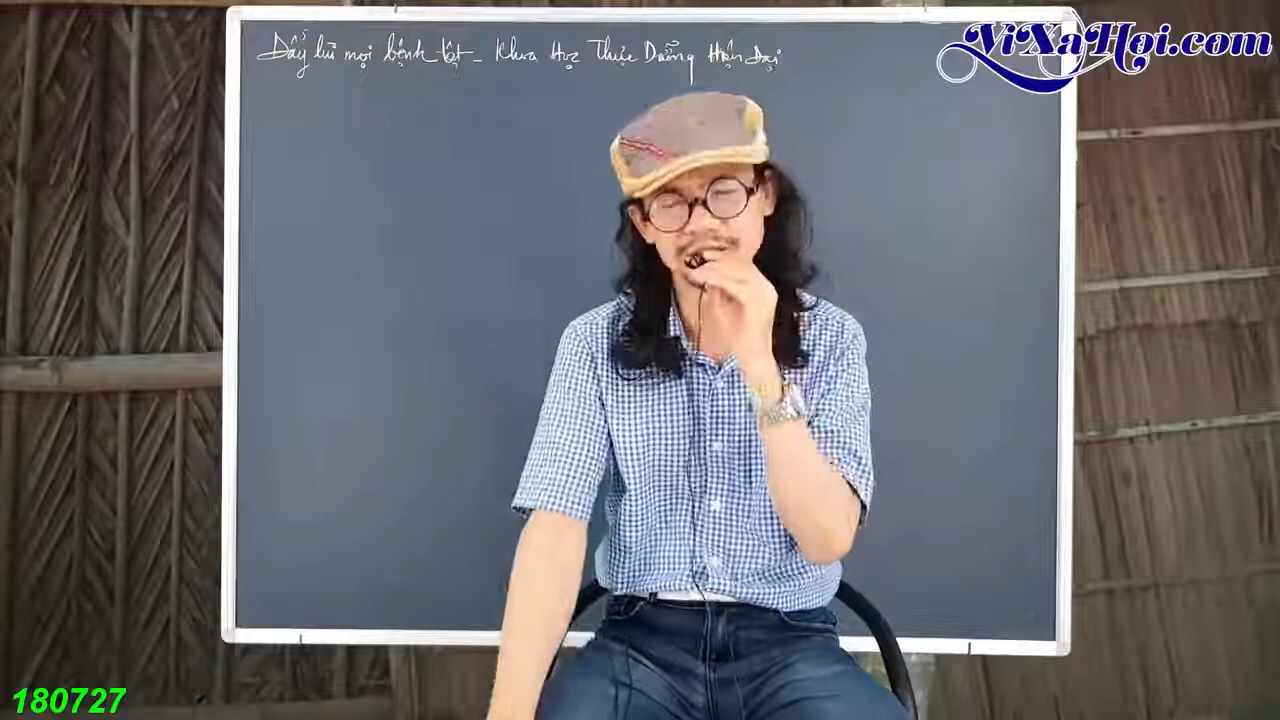 Đẩy lùi mọi bệnh tật - Khoa Học Thực Dưỡng Hiện Đại
ViXaHoi.com
180727